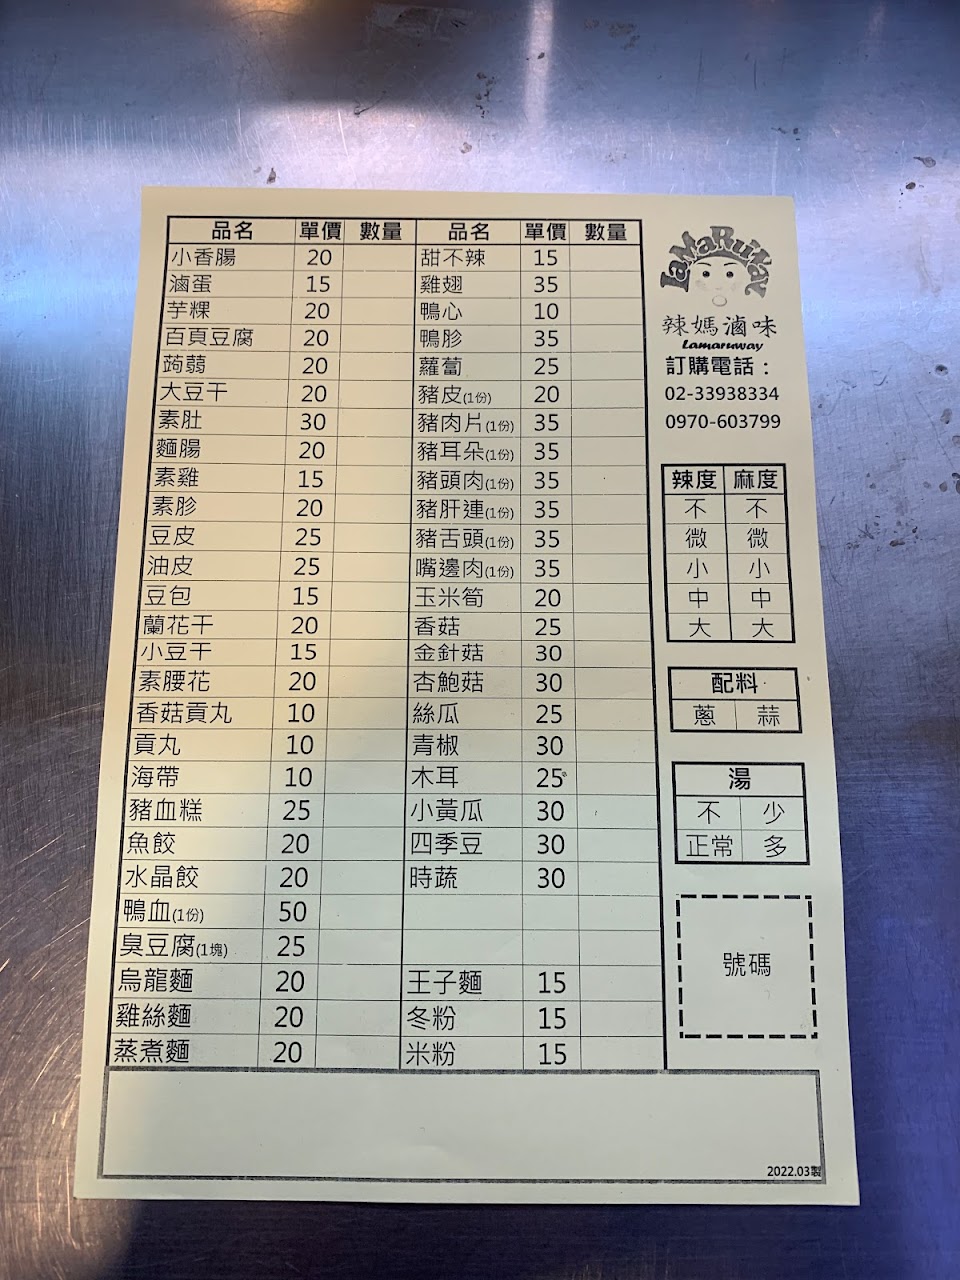 品名 單價 數量 品名 單價 數量
小香腸 20 甜不辣 15
滷蛋 15 雞翅 35
芋粿 20 鴨心 10
百頁豆腐 20 鴨胗 35
蒟蒻 20 蘿蔔 25
大豆干 20 豬皮(1份) 20
素肚 30 豬肉片(1份) 35
麵腸 20 豬耳朵(1份) 35
素雞 15 豬頭肉(1份) 35
素胗 20 豬肝連(1份) 35
豆皮 25 豬舌頭(1份) 35
油皮 25 嘴邊肉(1份) 35
豆包 15 玉米筍 20
蘭花干 20 香菇 25
小豆干 15 金針菇 30
素腰花 20 杏鮑菇 30
香菇貢丸 10 絲瓜 25
貢丸 10 青椒 30
海帶 10 木耳 25
豬血糕 25 小黃瓜 30
魚餃 20 四季豆 30
水晶餃 20 時蔬 30
鴨血(1份) 50
臭豆腐(1塊) 25
烏龍麵 20 王子麵 15
雞絲麵 20 冬粉 15
蒸煮麵 20 米粉 15
LaMaRuWay
辣媽滷味
Lamaruway
訂購電話：
02-33938334
0970-603799
辣度 麻度
不 不
微 微
小 小
中 中
大 大
配料
蔥 蒜
湯
不 少
正常 多
號碼
2022.03製